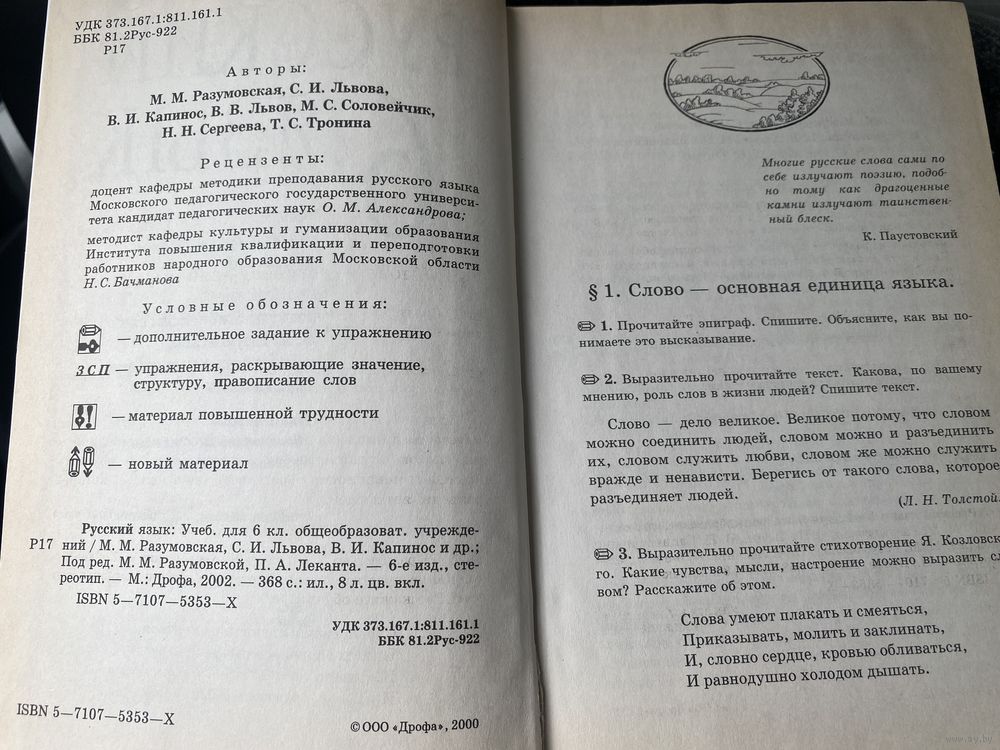 УДК 373.167.1:811.161.1
ББК 81.2Рус-922
Р17
Авторы:
М. М. Разумовская, С. И. Львова,
В. И. Капинос, В. В. Львов, М. С. Соловейчик,
Н. Н. Сергеева, Т. С. Тронина
Рецензенты:
доцент кафедры методики преподавания русского языка
Московского педагогического государственного универси-
тета кандидат педагогических наук О. М. Александрова;
методист кафедры культуры и гуманизации образования
Института повышения квалификации и переподготовки
работников народного образования Московской области
Н. С. Бачманова
Условные обозначения:
— дополнительное задание к упражнению
ЗСП — упражнения, раскрывающие значение,
структуру, правописание слов
— материал повышенной трудности
— новый материал
Русский язык: Учеб. для 6 кл. общеобразоват. учрежде-
Р17 ний / М. М. Разумовская, С. И. Львова, В. И. Капинос и др.;
Под ред. М. М. Разумовской, П. А. Леканта. — 6-е изд., сте-
реотип. — М.: Дрофа, 2002. — 368 с.: ил., 8 л. цв. вкл.
ISBN 5—7107—5353—X
УДК 373.167.1:811.161.1
ББК 81.2Рус-922
ISBN 5—7107—5353—X
© ООО «Дрофа», 2000
Многие русские слова сами по
себе излучают поэзию, подоб-
но тому как драгоценные
камни излучают таинствен-
ный блеск.
К. Паустовский
§ 1. Слово — основная единица языка.
1. Прочитайте эпиграф. Спишите. Объясните, как вы по-
нимаете это высказывание.
2. Выразительно прочитайте текст. Какова, по вашему
мнению, роль слов в жизни людей? Спишите текст.
Слово — дело великое. Великое потому, что словом
можно соединить людей, словом можно и разъединить
их, словом служить любви, словом же можно служить
вражде и ненависти. Берегись от такого слова, которое
разъединяет людей.
(Л. Н. Толстой.
3. Выразительно прочитайте стихотворение Я. Козловск
го. Какие чувства, мысли, настроение можно выразить сл
вом? Расскажите об этом.
Слова умеют плакать и смеяться,
Приказывать, молить и заклинать,
И, словно сердце, кровью обливаться,
И равнодушно холодом дышать.